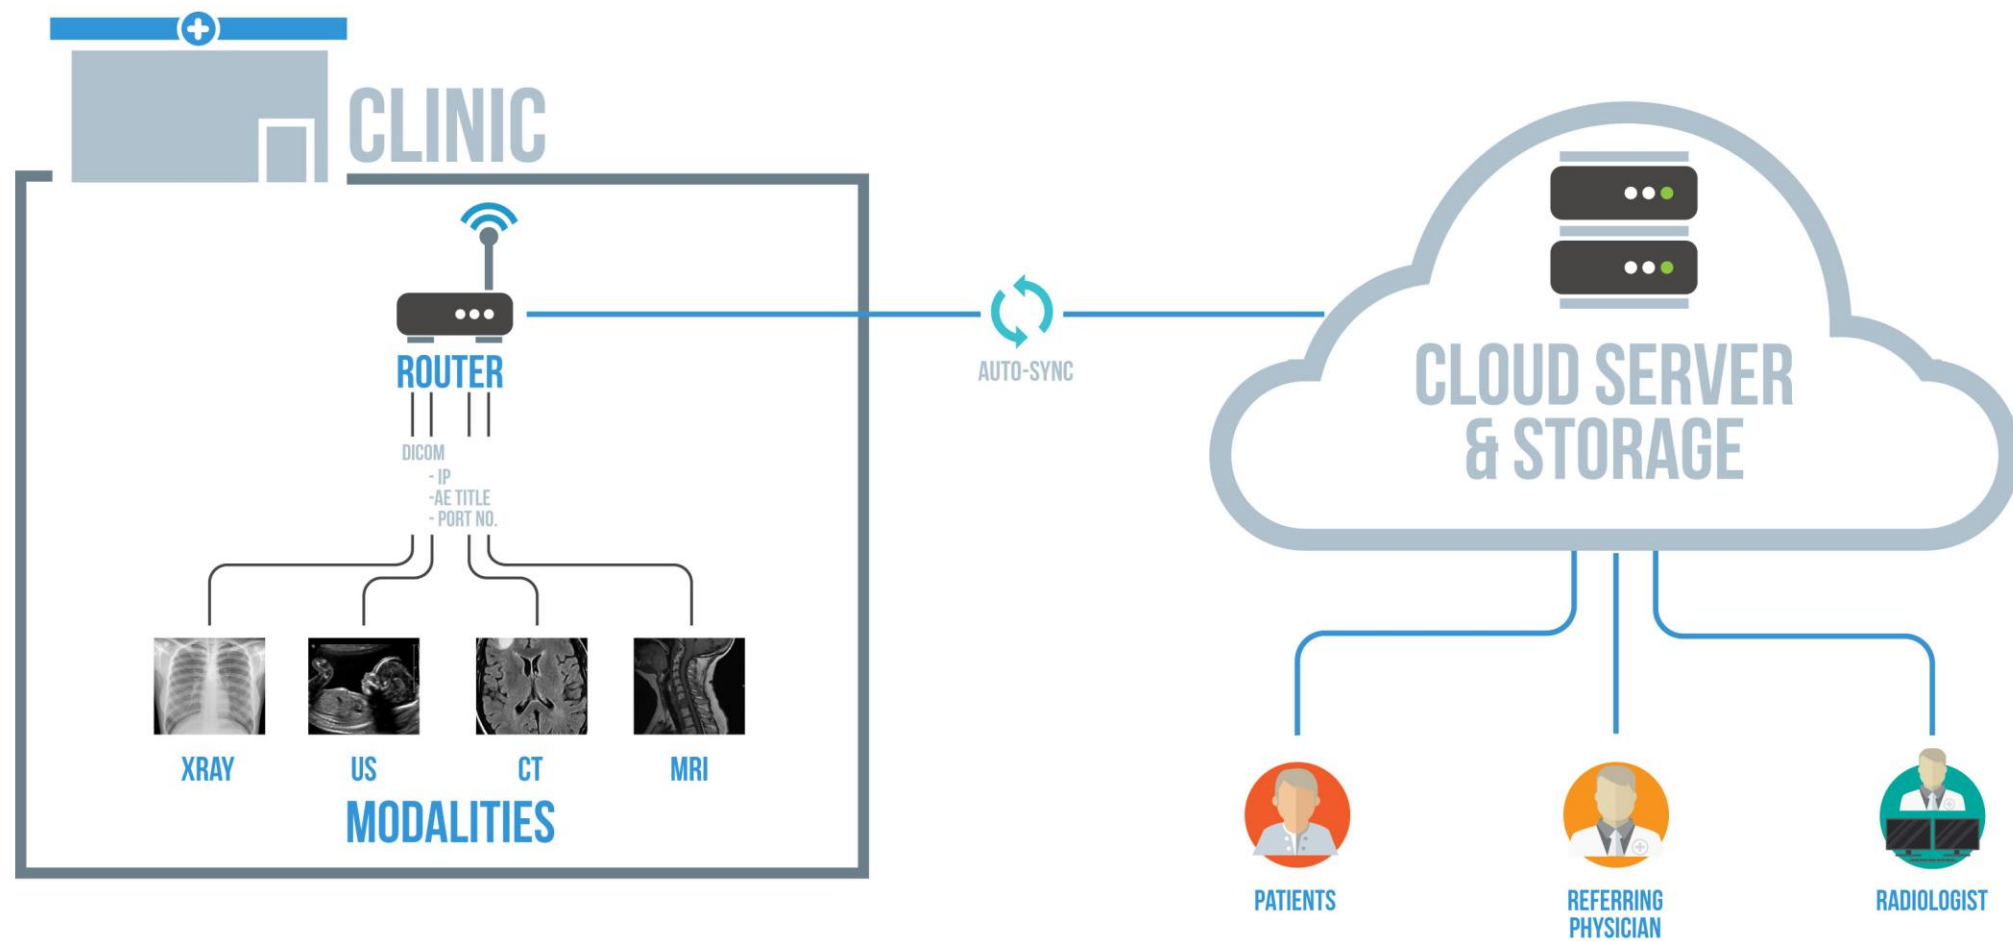 CLINIC
ROUTER
DICOM
- IP
-AE TITLE
- PORT NO.
XRAY
US
CT
MRI
MODALITIES
AUTO-SYNC
CLOUD SERVER
& STORAGE
PATIENTS
REFERRING
PHYSICIAN
RADIOLOGIST